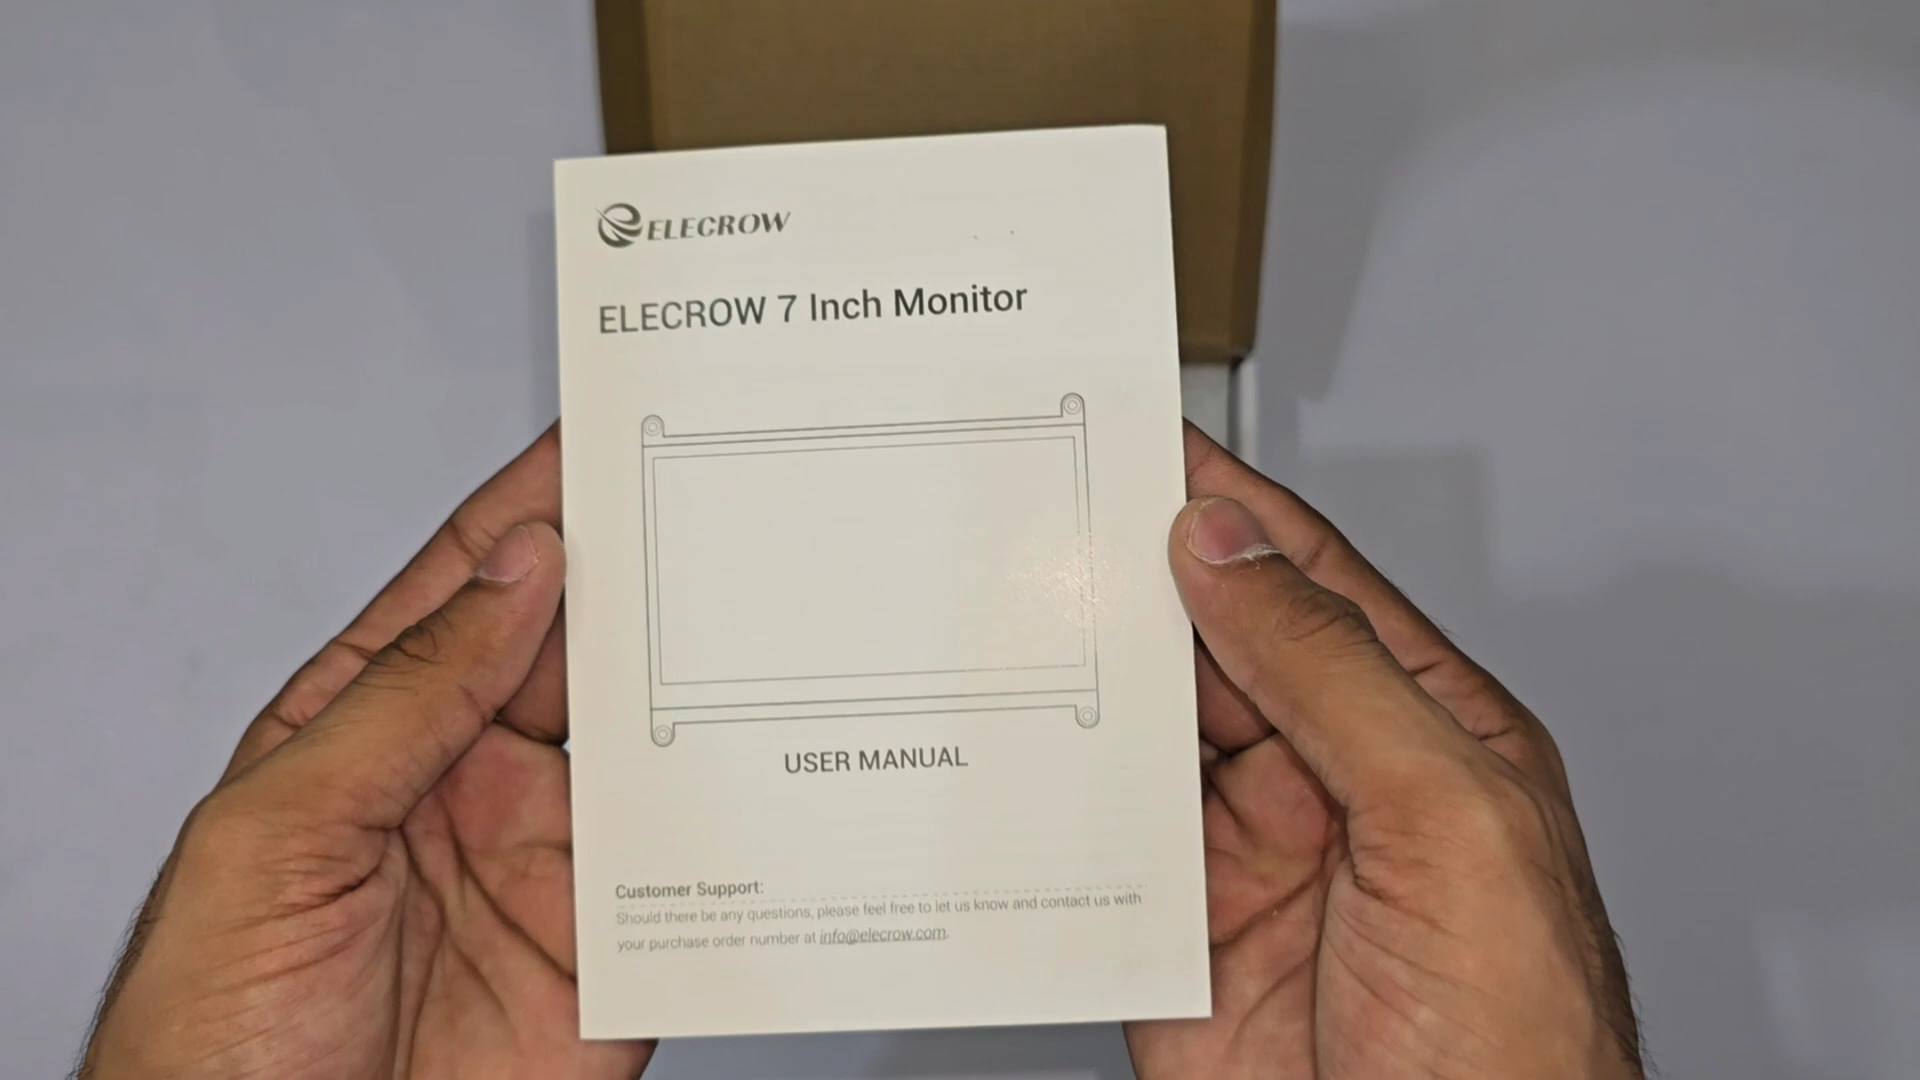 ELECROW
ELECROW 7 Inch Monitor
USER MANUAL
Customer Support:
Should there be any questions, please feel free to let us know and contact us with
your purchase order number at info@elecrow.com.